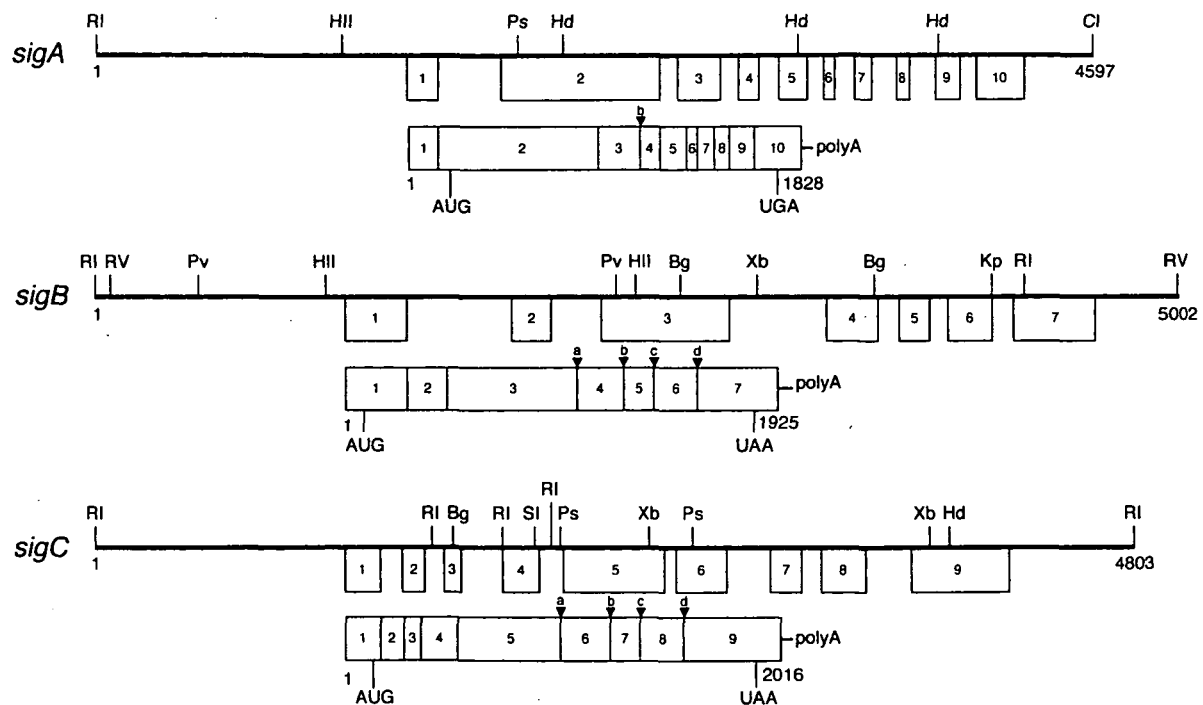 RI HII Ps Hd Hd Hd CI
sigA
1 4597
1 2 3 4 5 6 7 8 9 10
b
1 2 3 4 5 6 7 8 9 10 polyA
1 1828
AUG UGA
RI RV Pv HII Pv HII Bg Xb Bg Kp RI RV
sigB
1 5002
1 2 3 4 5 6 7
a b c d
1 2 3 4 5 6 7 polyA
1 1925
AUG UAA
RI
RI RI Bg RI SI Ps Xb Ps Xb Hd RI
sigC
1 4803
1 2 3 4 5 6 7 8 9
a b c d
1 2 3 4 5 6 7 8 9 polyA
1 2016
AUG UAA